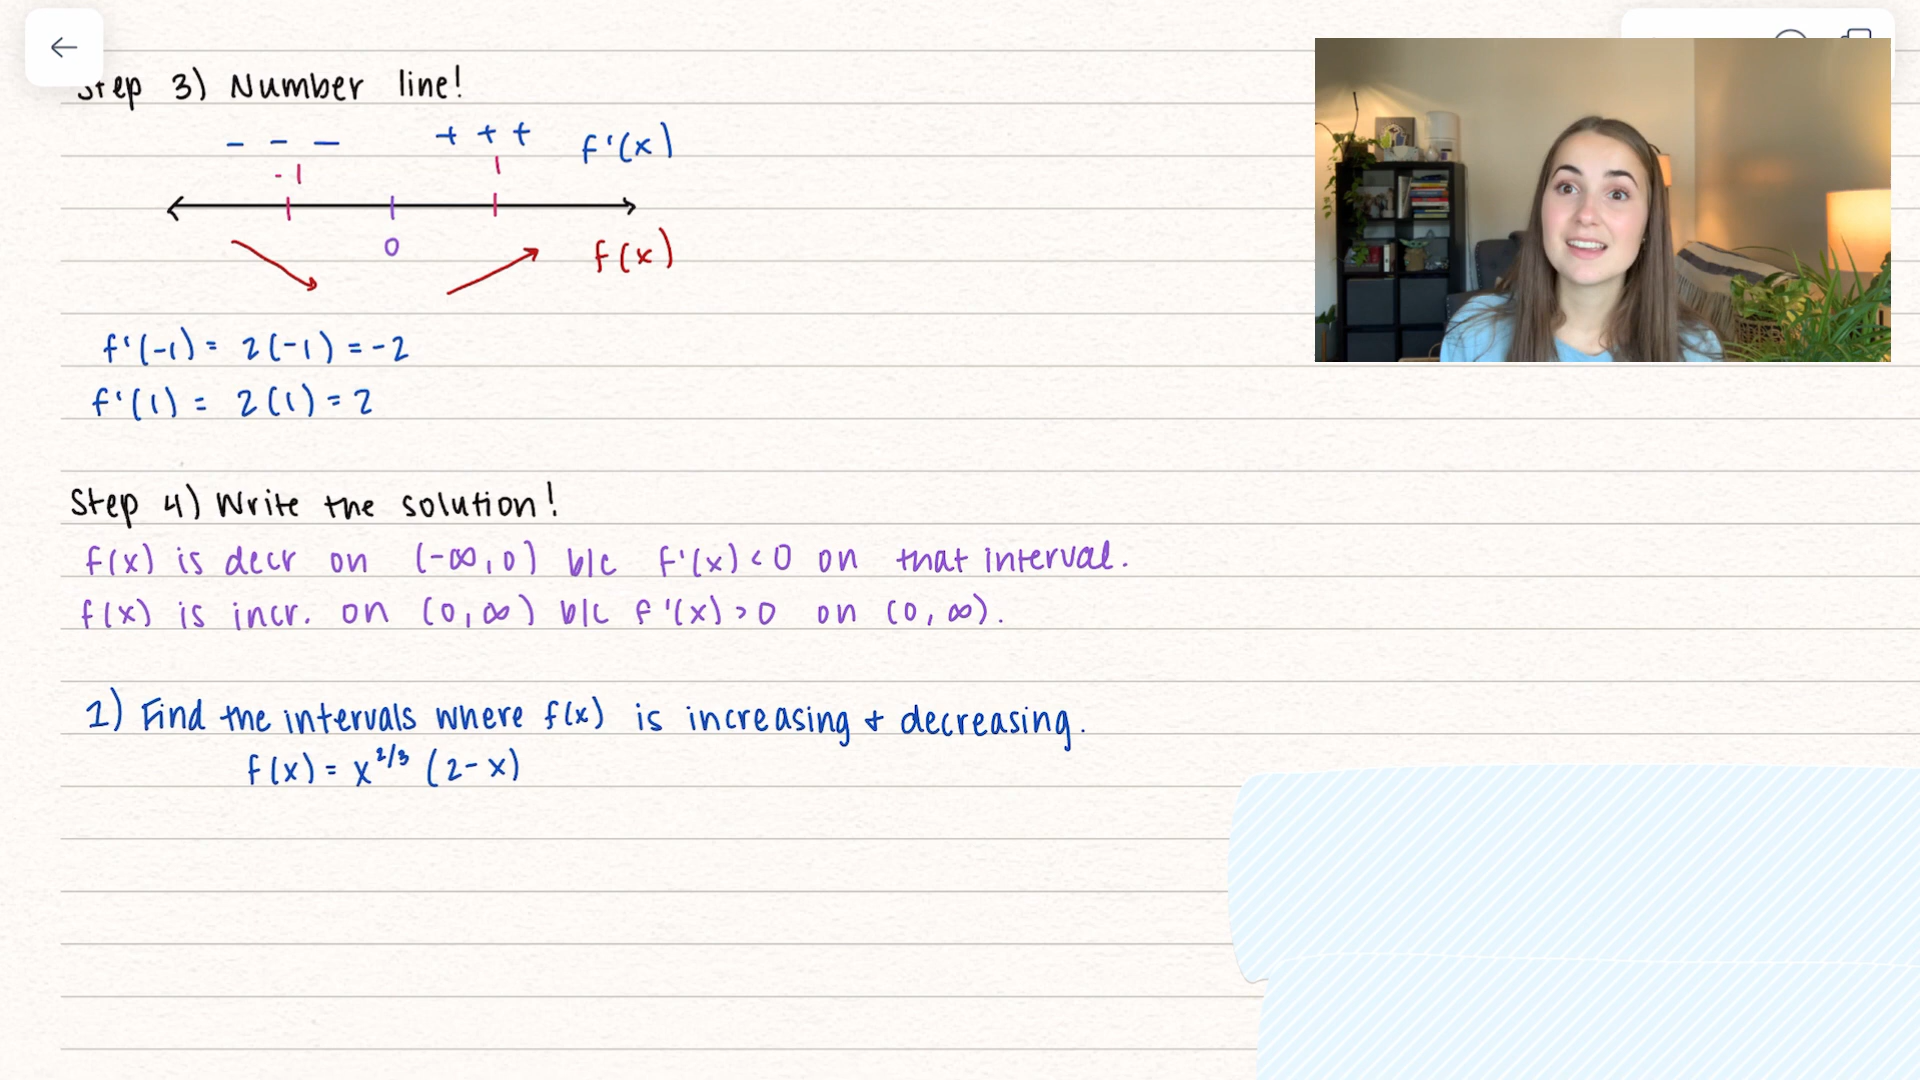 Step 3) Number line!
- - - + + + f'(x)
-1 1
0 f(x)
f'(-1) = 2(-1) = -2
f'(1) = 2(1) = 2
Step 4) Write the solution!
f(x) is decr on (-∞,0) b/c f'(x) < 0 on that interval.
f(x) is incr. on (0,∞) b/c f'(x) > 0 on (0,∞).
1) Find the intervals where f(x) is increasing + decreasing.
f(x) = x^2/3 (2-x)